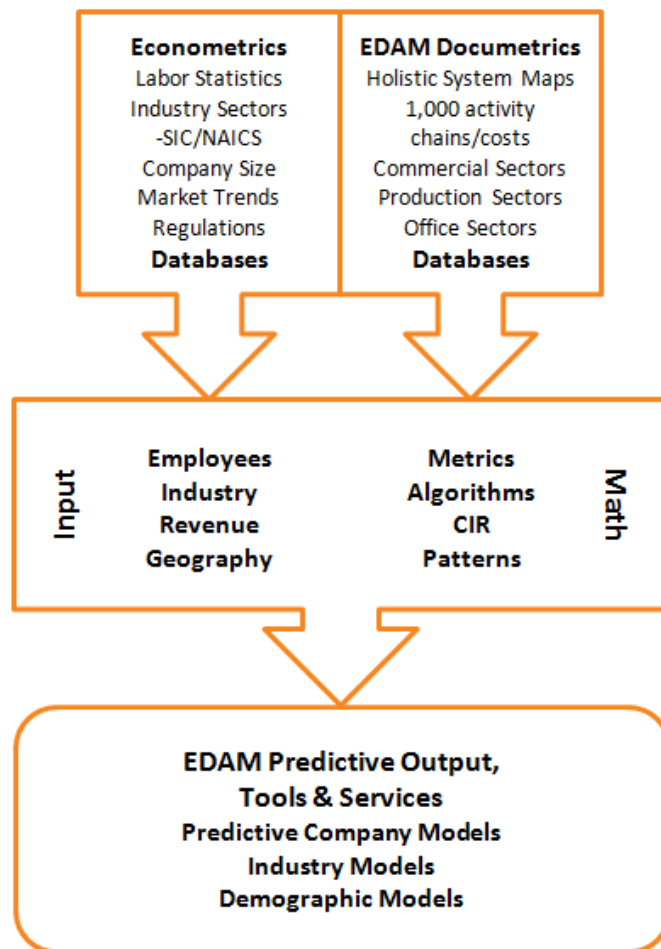 Econometrics
Labor Statistics
Industry Sectors
-SIC/NAICS
Company Size
Market Trends
Regulations
Databases
EDAM Documetrics
Holistic System Maps
1,000 activity
chains/costs
Commercial Sectors
Production Sectors
Office Sectors
Databases
Input
Employees
Industry
Revenue
Geography
Metrics
Algorithms
CIR
Patterns
Math
EDAM Predictive Output,
Tools & Services
Predictive Company Models
Industry Models
Demographic Models